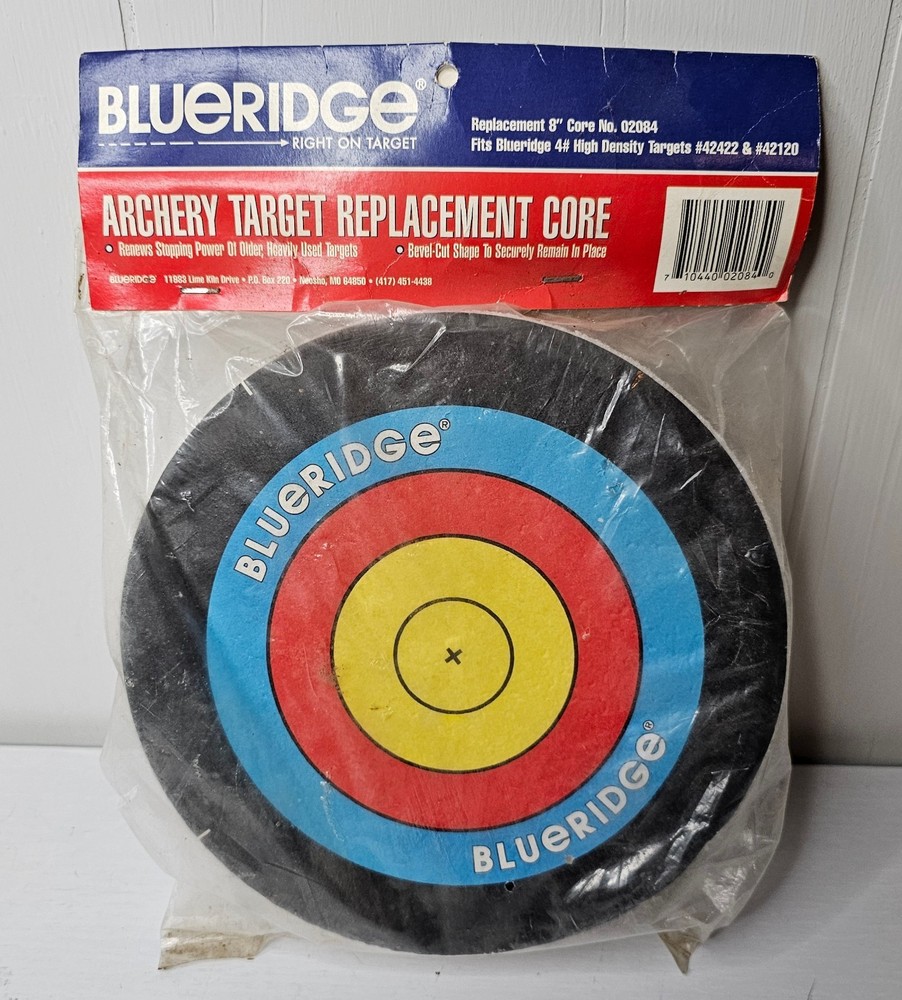 BLUERIDGE®
RIGHT ON TARGET
Replacement 8" Core No. 02084
Fits Blueridge 4# High Density Targets #42422 & #42120
ARCHERY TARGET REPLACEMENT CORE
• Renews Stopping Power Of Older, Heavily Used Targets • Bevel-Cut Shape To Securely Remain In Place
BLUERIDGE 11983 Lime Kiln Drive • P.O. Box 220 • Neosho, MO 64850 • (417) 451-4438
7 10440 02084 0
BLUERIDGE®
BLUERIDGE®